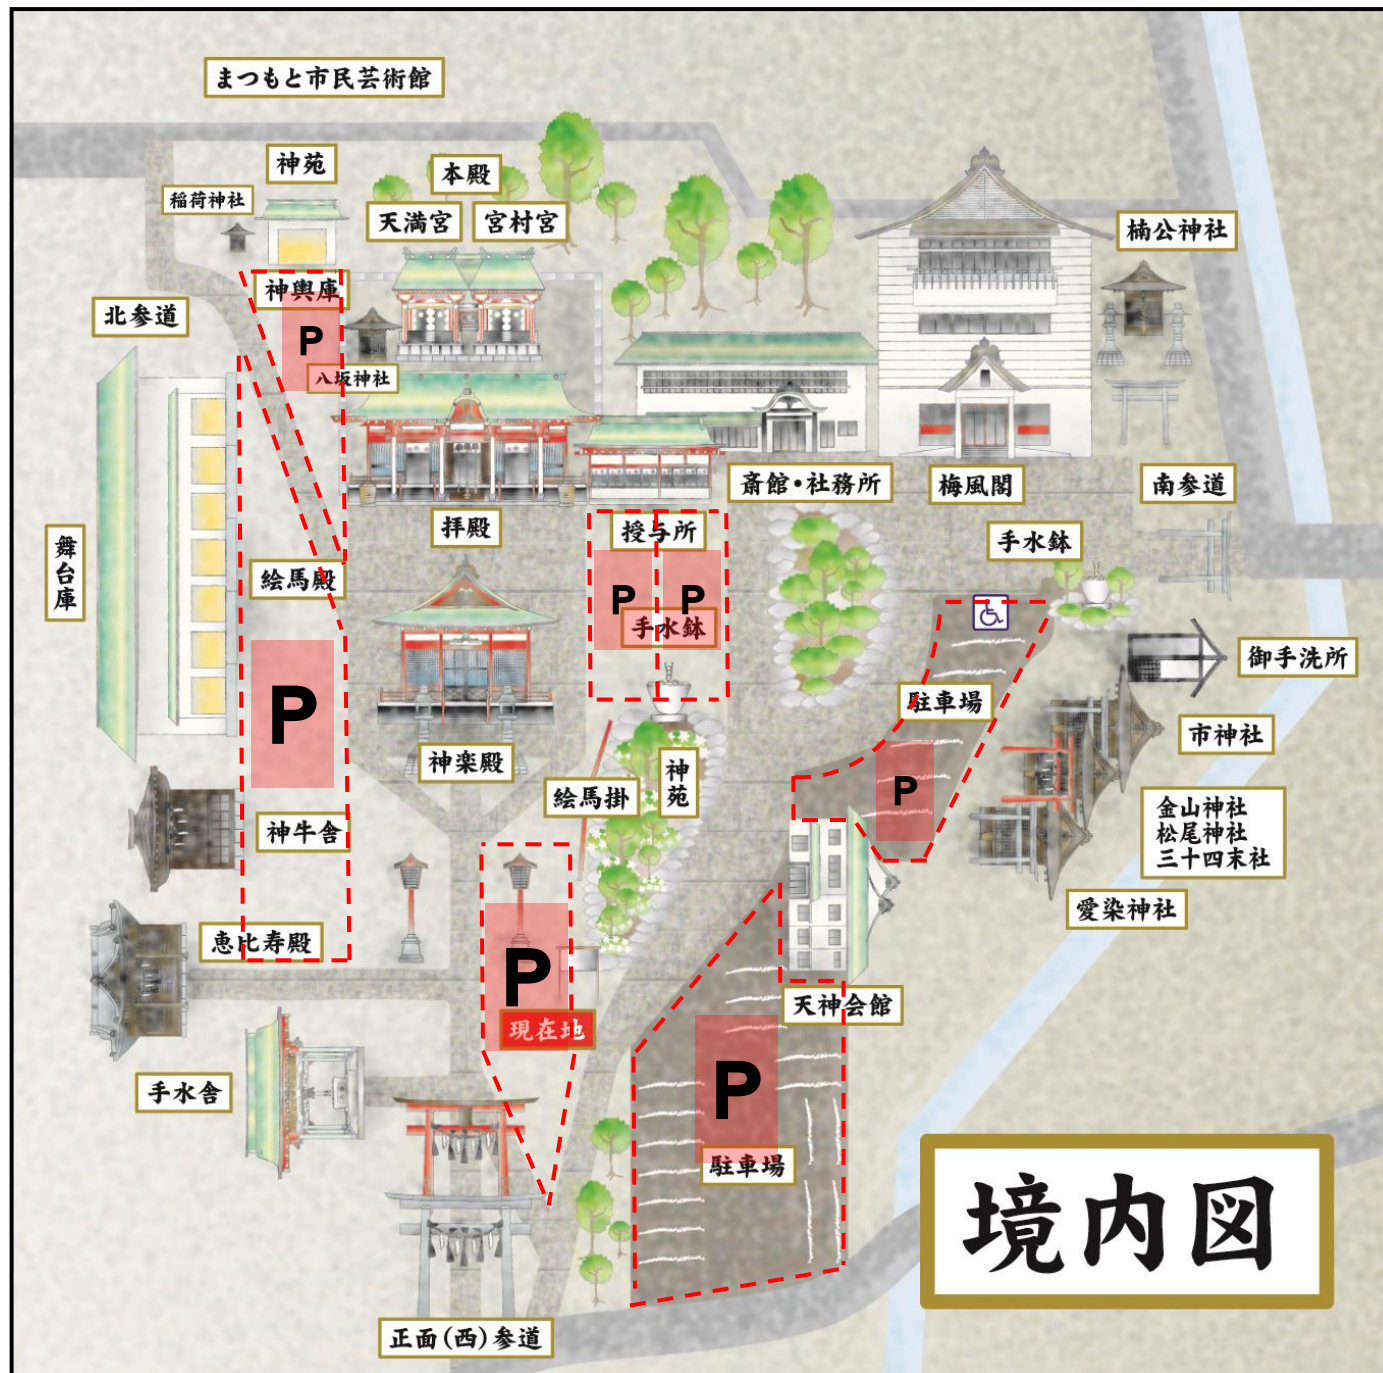 まつもと市民芸術館
神苑
本殿
稲荷神社
天満宮
宮村宮
楠公神社
神輿庫
北参道
P
八坂神社
拝殿
授与所
斎館・社務所
梅風閣
南参道
手水鉢
舞台庫
絵馬殿
P
P
手水鉢
御手洗所
P
駐車場
市神社
神楽殿
絵馬掛
神苑
P
金山神社
松尾神社
三十四末社
神牛舎
愛染神社
恵比寿殿
P
天神会館
現在地
P
手水舎
駐車場
境内図
正面(西)参道